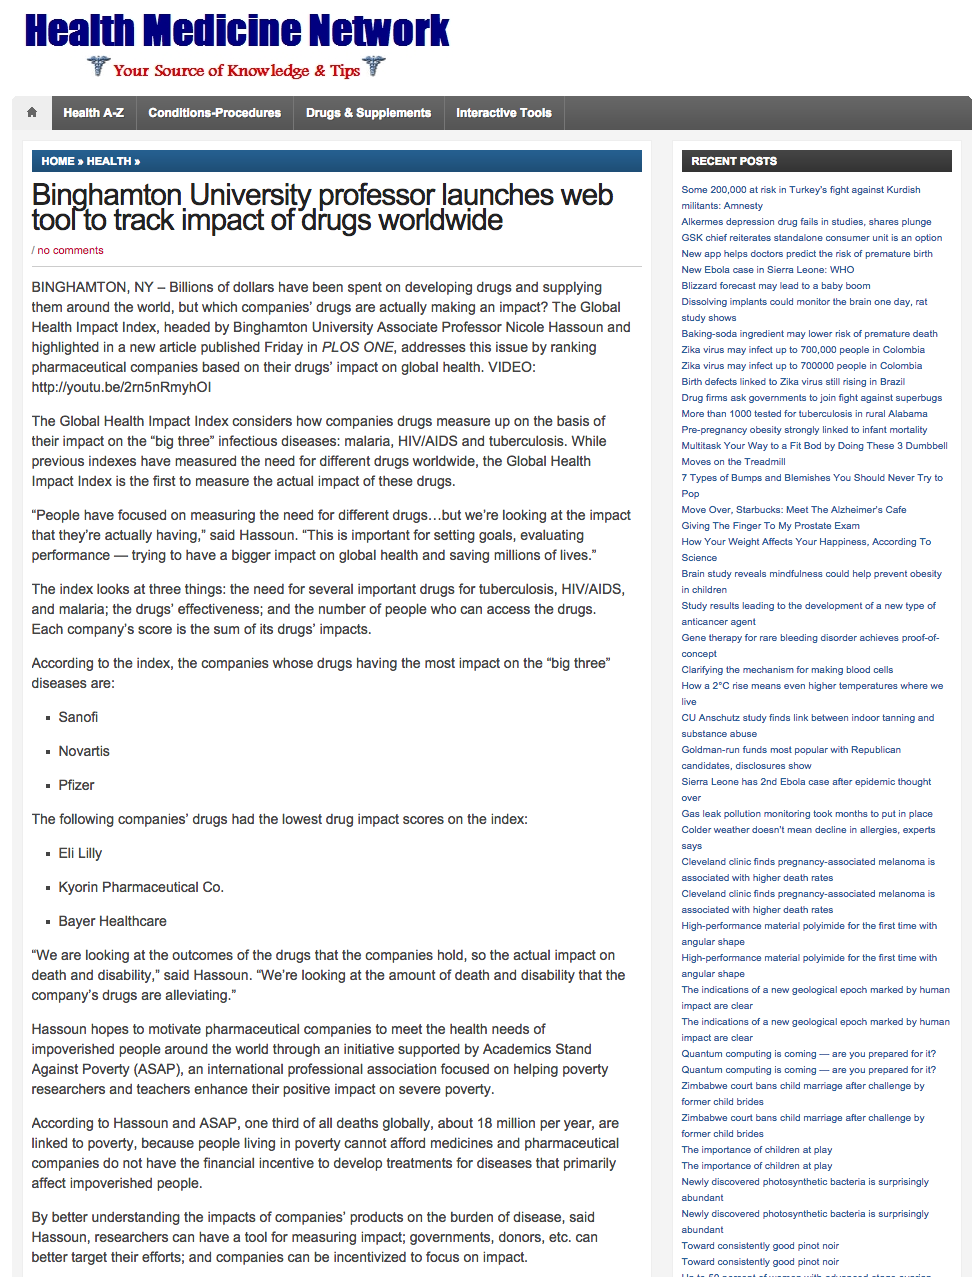 Health Medicine Network
Your Source of Knowledge & Tips
Health A-Z
Conditions-Procedures
Drugs & Supplements
Interactive Tools
HOME » HEALTH »
Binghamton University professor launches web
tool to track impact of drugs worldwide
/ no comments
BINGHAMTON, NY – Billions of dollars have been spent on developing drugs and supplying
them around the world, but which companies’ drugs are actually making an impact? The Global
Health Impact Index, headed by Binghamton University Associate Professor Nicole Hassoun and
highlighted in a new article published Friday in PLOS ONE, addresses this issue by ranking
pharmaceutical companies based on their drugs’ impact on global health. VIDEO:
http://youtu.be/2rn5nRmyhOI
The Global Health Impact Index considers how companies drugs measure up on the basis of
their impact on the “big three” infectious diseases: malaria, HIV/AIDS and tuberculosis. While
previous indexes have measured the need for different drugs worldwide, the Global Health
Impact Index is the first to measure the actual impact of these drugs.
“People have focused on measuring the need for different drugs…but we’re looking at the impact
that they’re actually having,” said Hassoun. “This is important for setting goals, evaluating
performance — trying to have a bigger impact on global health and saving millions of lives.”
The index looks at three things: the need for several important drugs for tuberculosis, HIV/AIDS,
and malaria; the drugs’ effectiveness; and the number of people who can access the drugs.
Each company’s score is the sum of its drugs’ impacts.
According to the index, the companies whose drugs having the most impact on the “big three”
diseases are:
Sanofi
Novartis
Pfizer
The following companies’ drugs had the lowest drug impact scores on the index:
Eli Lilly
Kyorin Pharmaceutical Co.
Bayer Healthcare
“We are looking at the outcomes of the drugs that the companies hold, so the actual impact on
death and disability,” said Hassoun. “We’re looking at the amount of death and disability that the
company’s drugs are alleviating.”
Hassoun hopes to motivate pharmaceutical companies to meet the health needs of
impoverished people around the world through an initiative supported by Academics Stand
Against Poverty (ASAP), an international professional association focused on helping poverty
researchers and teachers enhance their positive impact on severe poverty.
According to Hassoun and ASAP, one third of all deaths globally, about 18 million per year, are
linked to poverty, because people living in poverty cannot afford medicines and pharmaceutical
companies do not have the financial incentive to develop treatments for diseases that primarily
affect impoverished people.
By better understanding the impacts of companies’ products on the burden of disease, said
Hassoun, researchers can have a tool for measuring impact; governments, donors, etc. can
better target their efforts; and companies can be incentivized to focus on impact.
RECENT POSTS
Some 200,000 at risk in Turkey's fight against Kurdish
militants: Amnesty
Alkermes depression drug fails in studies, shares plunge
GSK chief reiterates standalone consumer unit is an option
New app helps doctors predict the risk of premature birth
New Ebola case in Sierra Leone: WHO
Blizzard forecast may lead to a baby boom
Dissolving implants could monitor the brain one day, rat
study shows
Baking-soda ingredient may lower risk of premature death
Zika virus may infect up to 700,000 people in Colombia
Zika virus may infect up to 700000 people in Colombia
Birth defects linked to Zika virus still rising in Brazil
Drug firms ask governments to join fight against superbugs
More than 1000 tested for tuberculosis in rural Alabama
Pre-pregnancy obesity strongly linked to infant mortality
Multitask Your Way to a Fit Bod by Doing These 3 Dumbbell
Moves on the Treadmill
7 Types of Bumps and Blemishes You Should Never Try to
Pop
Move Over, Starbucks: Meet The Alzheimer's Cafe
Giving The Finger To My Prostate Exam
How Your Weight Affects Your Happiness, According To
Science
Brain study reveals mindfulness could help prevent obesity
in children
Study results leading to the development of a new type of
anticancer agent
Gene therapy for rare bleeding disorder achieves proof-of-
concept
Clarifying the mechanism for making blood cells
How a 2°C rise means even higher temperatures where we
live
CU Anschutz study finds link between indoor tanning and
substance abuse
Goldman-run funds most popular with Republican
candidates, disclosures show
Sierra Leone has 2nd Ebola case after epidemic thought
over
Gas leak pollution monitoring took months to put in place
Colder weather doesn't mean decline in allergies, experts
says
Cleveland clinic finds pregnancy-associated melanoma is
associated with higher death rates
Cleveland clinic finds pregnancy-associated melanoma is
associated with higher death rates
High-performance material polyimide for the first time with
angular shape
High-performance material polyimide for the first time with
angular shape
The indications of a new geological epoch marked by human
impact are clear
The indications of a new geological epoch marked by human
impact are clear
Quantum computing is coming — are you prepared for it?
Quantum computing is coming — are you prepared for it?
Zimbabwe court bans child marriage after challenge by
former child brides
Zimbabwe court bans child marriage after challenge by
former child brides
The importance of children at play
The importance of children at play
Newly discovered photosynthetic bacteria is surprisingly
abundant
Newly discovered photosynthetic bacteria is surprisingly
abundant
Toward consistently good pinot noir
Toward consistently good pinot noir